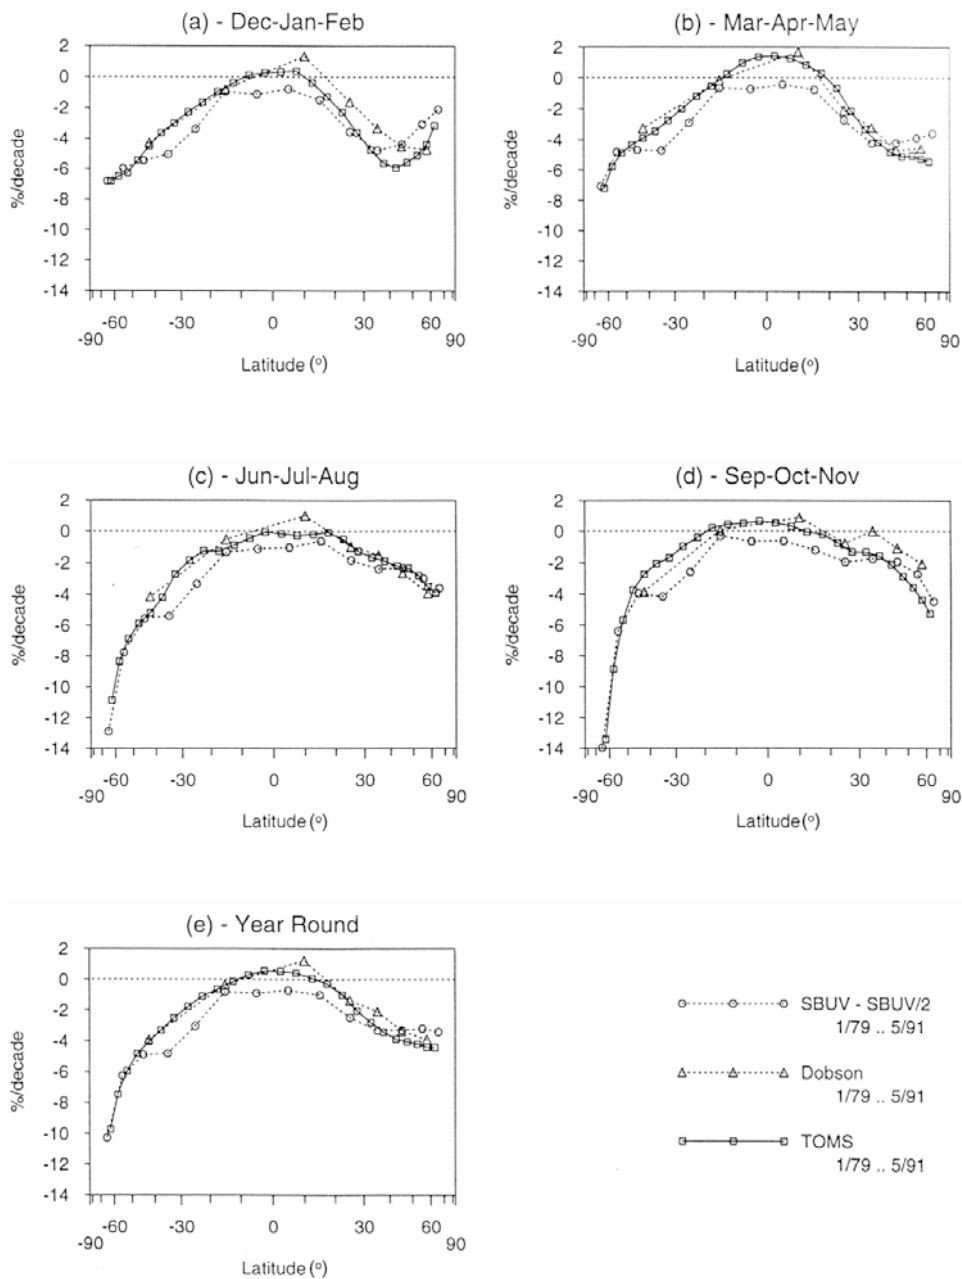 (a) - Dec-Jan-Feb
2
0
-2
-4
-6
-8
-10
-12
-14
%/decade
-60 -30 0 30 60
-90 90
Latitude (º)
(b) - Mar-Apr-May
2
0
-2
-4
-6
-8
-10
-12
-14
%/decade
-60 -30 0 30 60
-90 90
Latitude (º)
(c) - Jun-Jul-Aug
2
0
-2
-4
-6
-8
-10
-12
-14
%/decade
-60 -30 0 30 60
-90 90
Latitude (º)
(d) - Sep-Oct-Nov
2
0
-2
-4
-6
-8
-10
-12
-14
%/decade
-60 -30 0 30 60
-90 90
Latitude(º)
(e) - Year Round
2
0
-2
-4
-6
-8
-10
-12
-14
%/decade
-60 -30 0 30 60
-90 90
Latitude (º)
SBUV - SBUV/2
1/79 .. 5/91
Dobson
1/79 .. 5/91
TOMS
1/79 .. 5/91